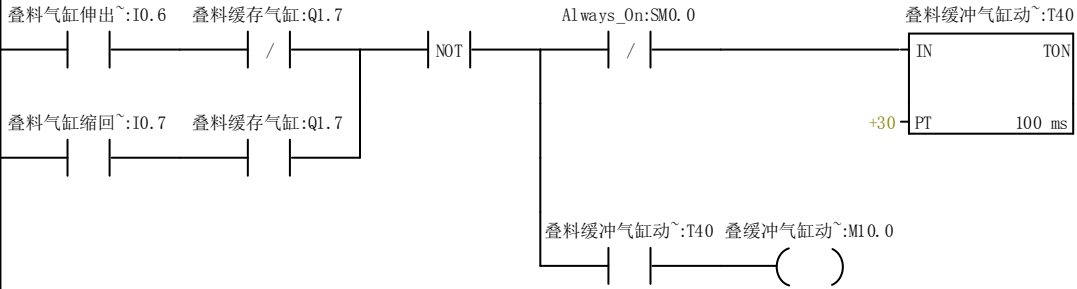 叠料气缸伸出~:I0.6 叠料缓存气缸:Q1.7 Always_On:SM0.0 叠料缓冲气缸动~:T40
/ NOT / IN TON
叠料气缸缩回~:I0.7 叠料缓存气缸:Q1.7 +30 PT 100 ms
叠料缓冲气缸动~:T40 叠缓冲气缸动~:M10.0